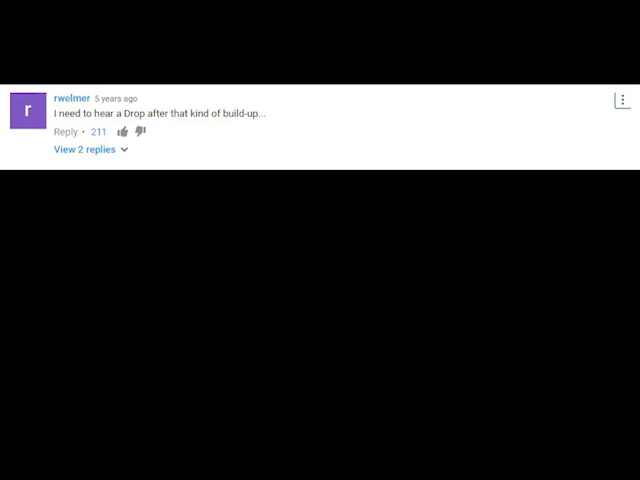 r
rwelmer 5 years ago
I need to hear a Drop after that kind of build-up...
Reply • 211
View 2 replies